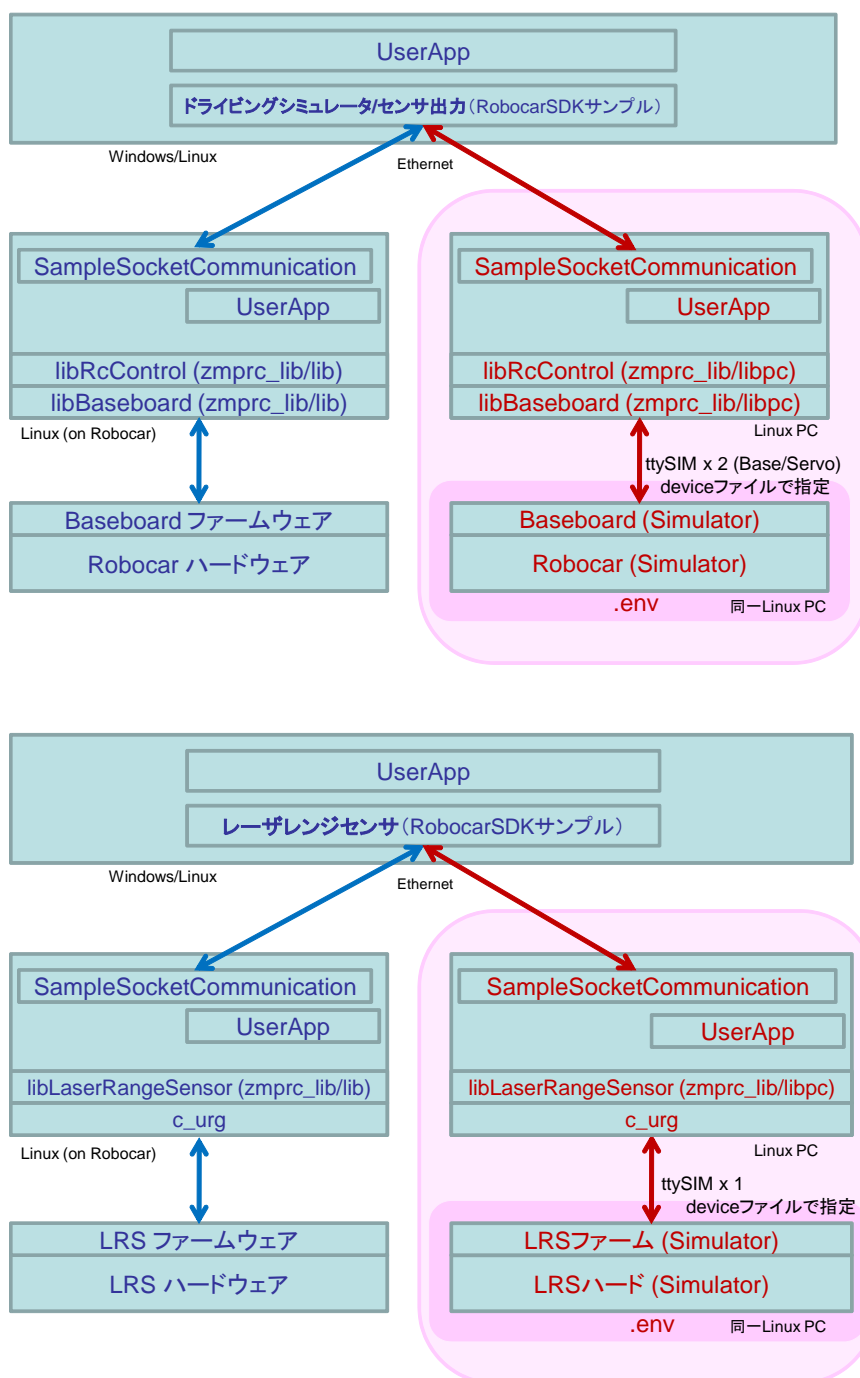 UserApp
ドライビングシミュレータ/センサ出力(RobocarSDKサンプル)
Windows/Linux
Ethernet
SampleSocketCommunication
UserApp
libRcControl (zmprc_lib/lib)
libBaseboard (zmprc_lib/lib)
Linux (on Robocar)
Baseboard ファームウェア
Robocar ハードウェア
SampleSocketCommunication
UserApp
libRcControl (zmprc_lib/libpc)
libBaseboard (zmprc_lib/libpc)
Linux PC
ttySIM x 2 (Base/Servo)
deviceファイルで指定
Baseboard (Simulator)
Robocar (Simulator)
.env
同一Linux PC
UserApp
レーザレンジセンサ(RobocarSDKサンプル)
Windows/Linux
Ethernet
SampleSocketCommunication
UserApp
libLaserRangeSensor (zmprc_lib/lib)
c_urg
Linux (on Robocar)
LRS ファームウェア
LRS ハードウェア
SampleSocketCommunication
UserApp
libLaserRangeSensor (zmprc_lib/libpc)
c_urg
Linux PC
ttySIM x 1
deviceファイルで指定
LRSファーム (Simulator)
LRSハード (Simulator)
.env
同一Linux PC